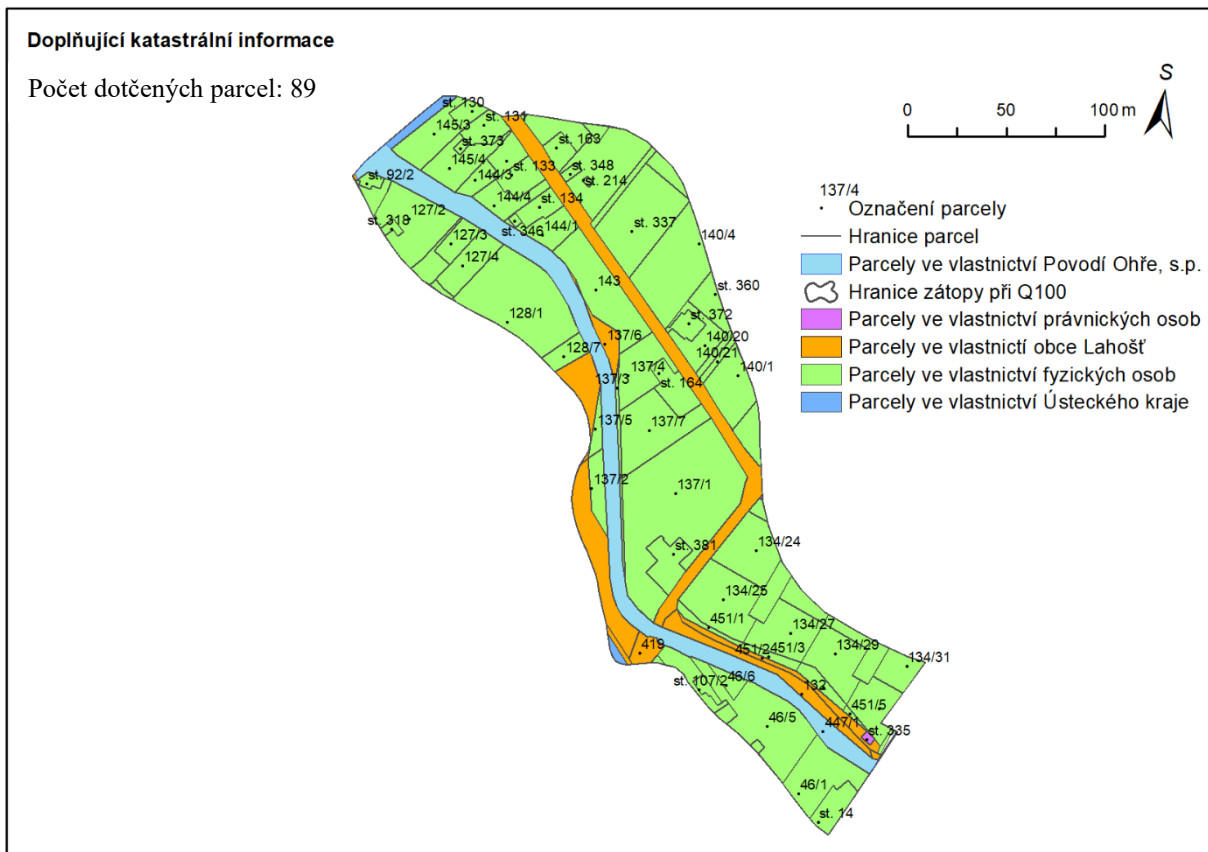 Doplňující katastrální informace
Počet dotčených parcel: 89
S
0 50 100 m
137/4
Označení parcely
Hranice parcel
Parcely ve vlastnictví Povodí Ohře, s.p.
Hranice zátopy při Q100
Parcely ve vlastnictví právnických osob
Parcely ve vlastnictí obce Lahošť
Parcely ve vlastnictví fyzických osob
Parcely ve vlastnictví Ústeckého kraje
st. 130
st. 131
145/3
st. 373
st. 163
145/4
144/3
st. 133
st. 348
st. 92/2
st. 214
144/4
st. 134
127/2
st. 318
st. 346
144/1
st. 337
127/3
140/4
127/4
143
st. 360
128/1
st. 372
137/6
140/20
128/7
140/21
137/4
140/1
137/3
st. 164
137/5
137/7
137/2
137/1
st. 381
134/24
134/25
451/1
134/27
419
451/2
451/3
134/29
134/31
st. 107/2
46/6
132
451/5
46/5
447/1
st. 335
46/1
st. 14